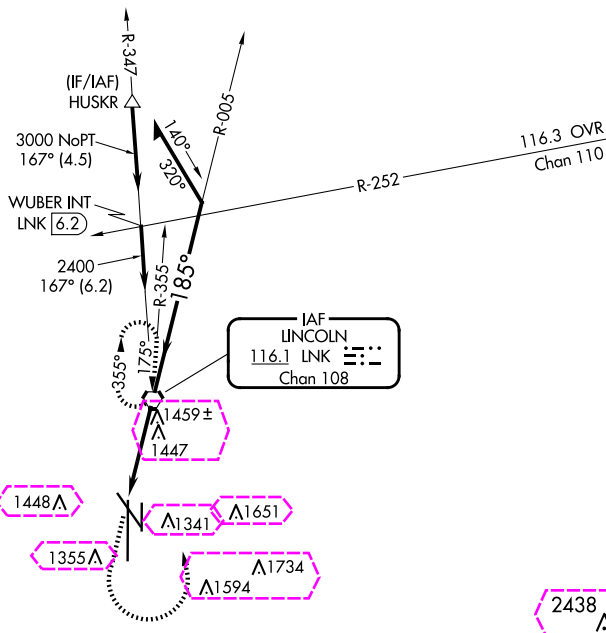 R-347
(IF/IAF)
HUSKR
R-005
3000 NoPT
167° (4.5)
140°
320°
116.3 OVR
Chan 110
R-252
WUBER INT
LNK 6.2
2400
167° (6.2)
R-355
185°
355°
175°
IAF
LINCOLN
116.1 LNK
Chan 108
1459 ±
1447
1448
1341
1651
1355
1734
1594
2438